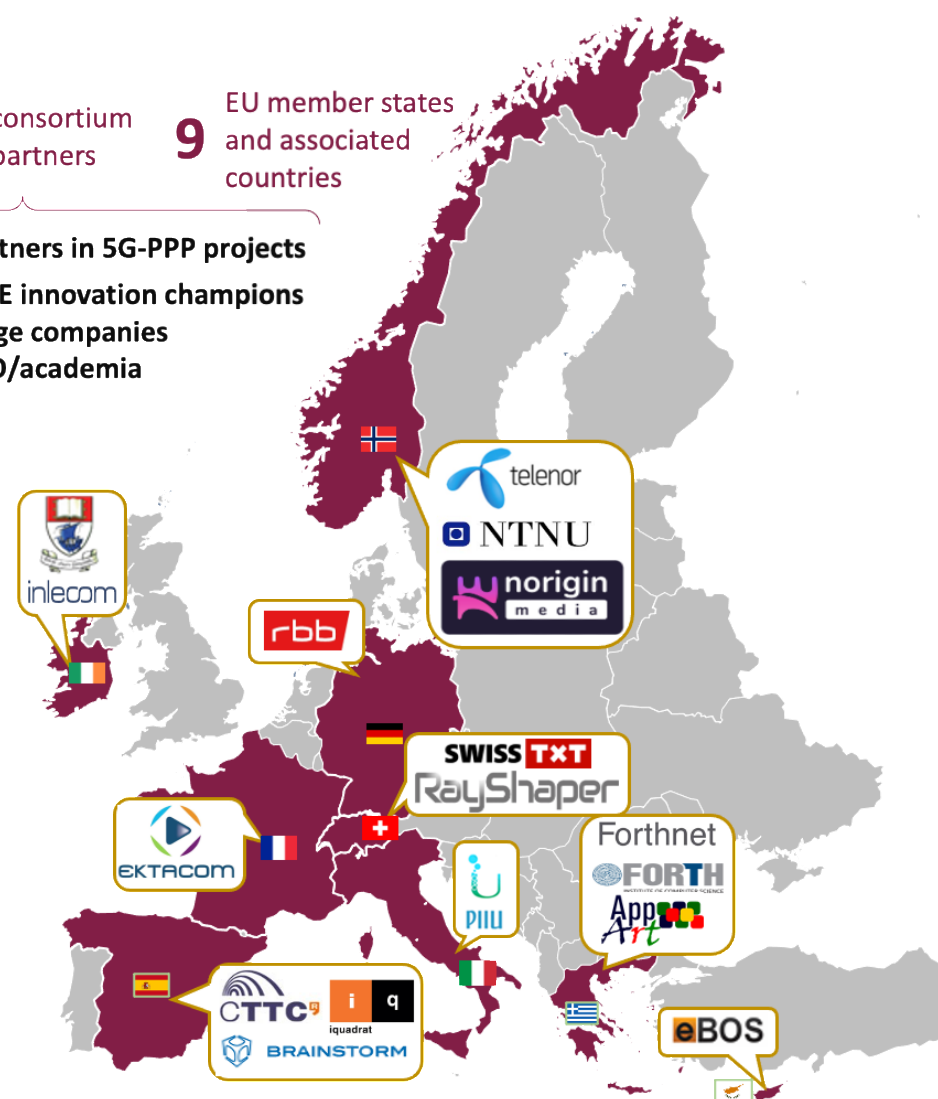 consortium
partners
9
EU member states
and associated
countries
tners in 5G-PPP projects
E innovation champions
ge companies
O/academia
telenor
NTNU
norigin
media
inlecom
rbb
SWISS TXT
RayShaper
EKTACOM
Forthnet
FORTH
INSTITUTE OF COMPUTER SCIENCE
App
Art
PIIU
CTTC
i q
iquadrat
BRAINSTORM
eBOS